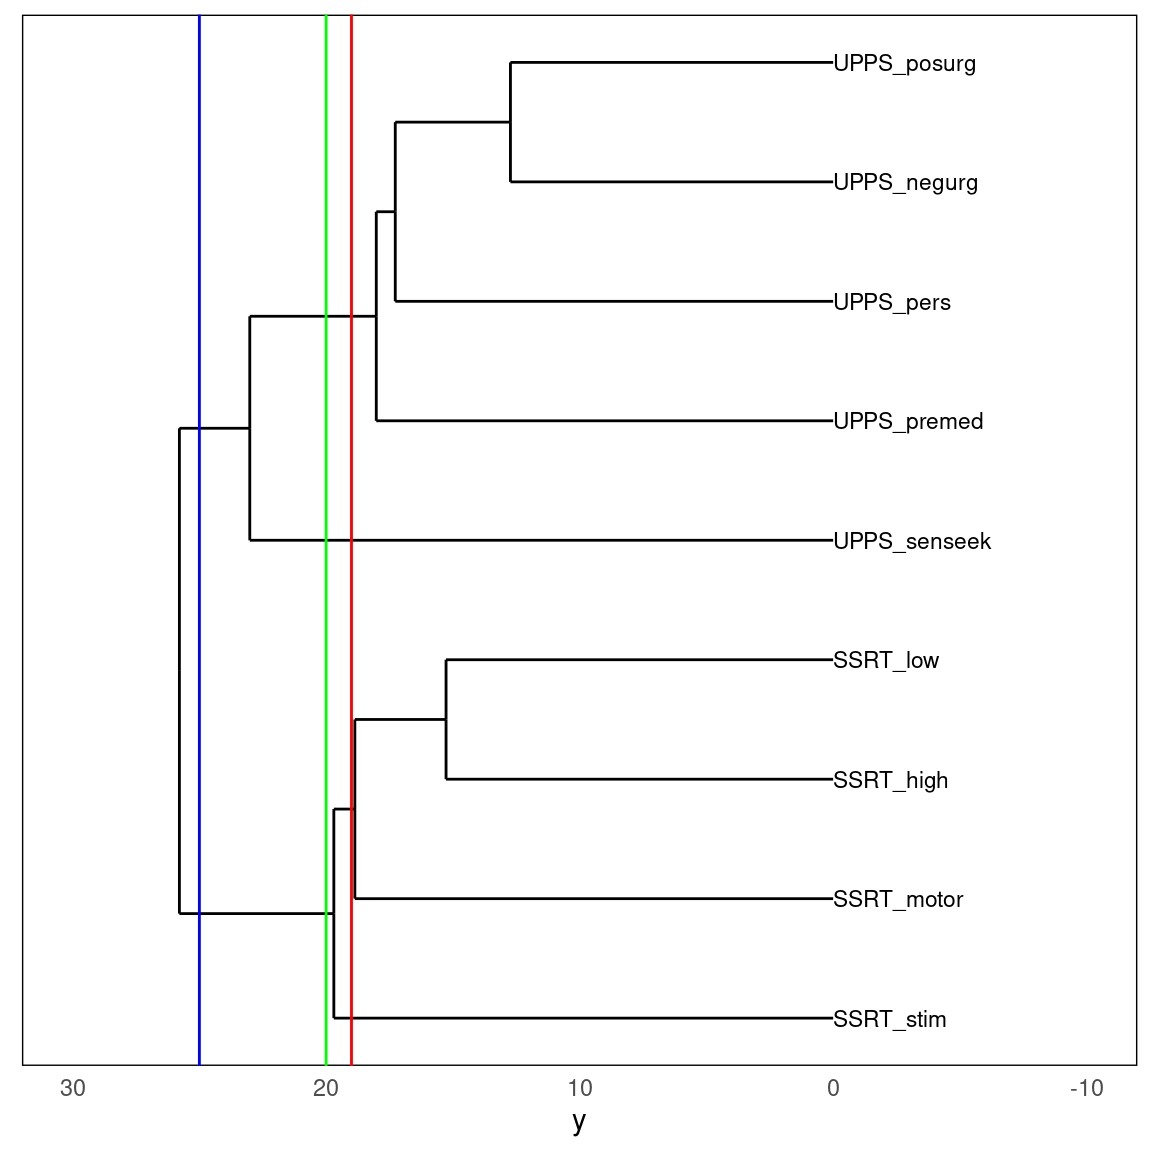 UPPS_posurg
UPPS_negurg
UPPS_pers
UPPS_premed
UPPS_senseek
SSRT_low
SSRT_high
SSRT_motor
SSRT_stim
30 20 10 0 -10
y